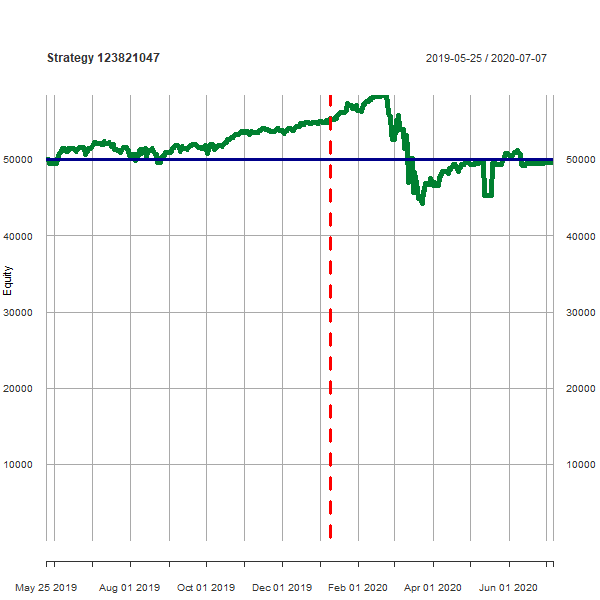 Strategy 123821047
2019-05-25 / 2020-07-07
50000
50000
40000
40000
Equity
30000
30000
20000
20000
10000
10000
May 25 2019
Aug 01 2019
Oct 01 2019
Dec 01 2019
Feb 01 2020
Apr 01 2020
Jun 01 2020